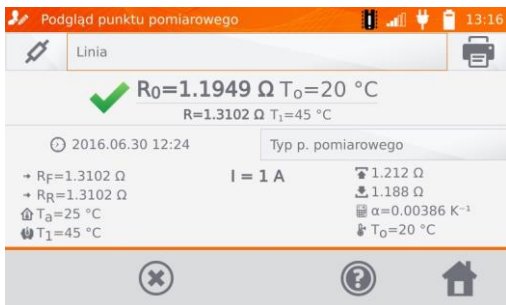 Podgląd punktu pomiarowego 13:16
Linia
R0=1.1949 Ω To=20 °C
R=1.3102 Ω T1=45 °C
2016.06.30 12:24 Typ p. pomiarowego
RF=1.3102 Ω I = 1 A 1.212 Ω
RR=1.3102 Ω 1.188 Ω
Ta=25 °C α=0.00386 K⁻¹
T1=45 °C To=20 °C